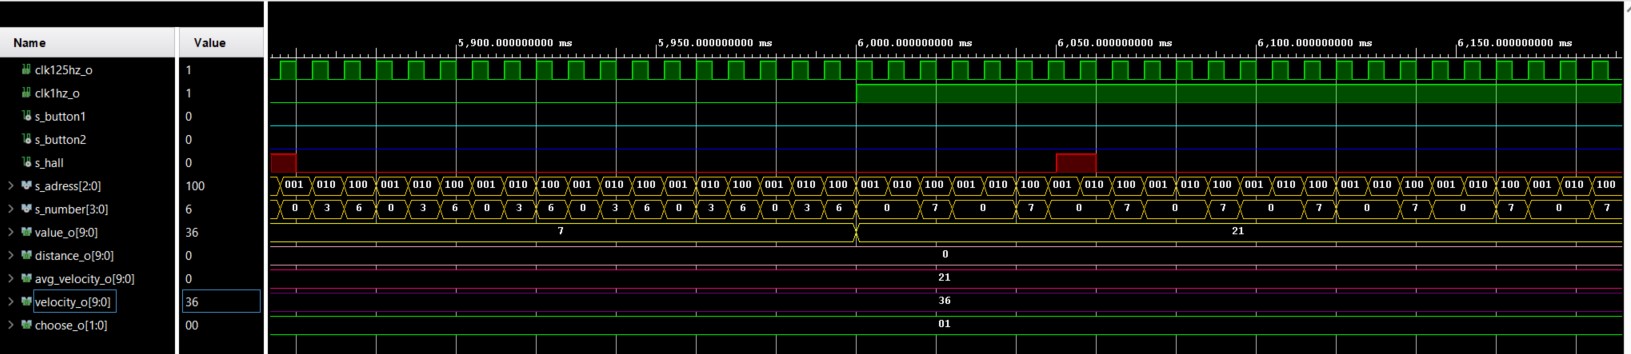 Name Value 5,900.000000000 ms 5,950.000000000 ms 6,000.000000000 ms 6,050.000000000 ms 6,100.000000000 ms 6,150.000000000 ms
clk125hz_o 1
clk1hz_o 1
s_button1 0
s_button2 0
s_hall 0
s_adress[2:0] 100 001 010 100 001 010 100 001 010 100 001 010 100 001 010 100 001 010 100 001 010 100 001 010 100 001 010 100 001 010 100 001 010 100 001 010 100 001 010 100 001 010 100
s_number[3:0] 6 0 3 6 0 3 6 0 3 6 0 3 6 0 3 6 0 3 6 0 7 0 7 0 7 0 7 0 7 0 7 0 7 0 7
value_o[9:0] 36 7 21
distance_o[9:0] 0 0
avg_velocity_o[9:0] 0 21
velocity_o[9:0] 36 36
choose_o[1:0] 00 01